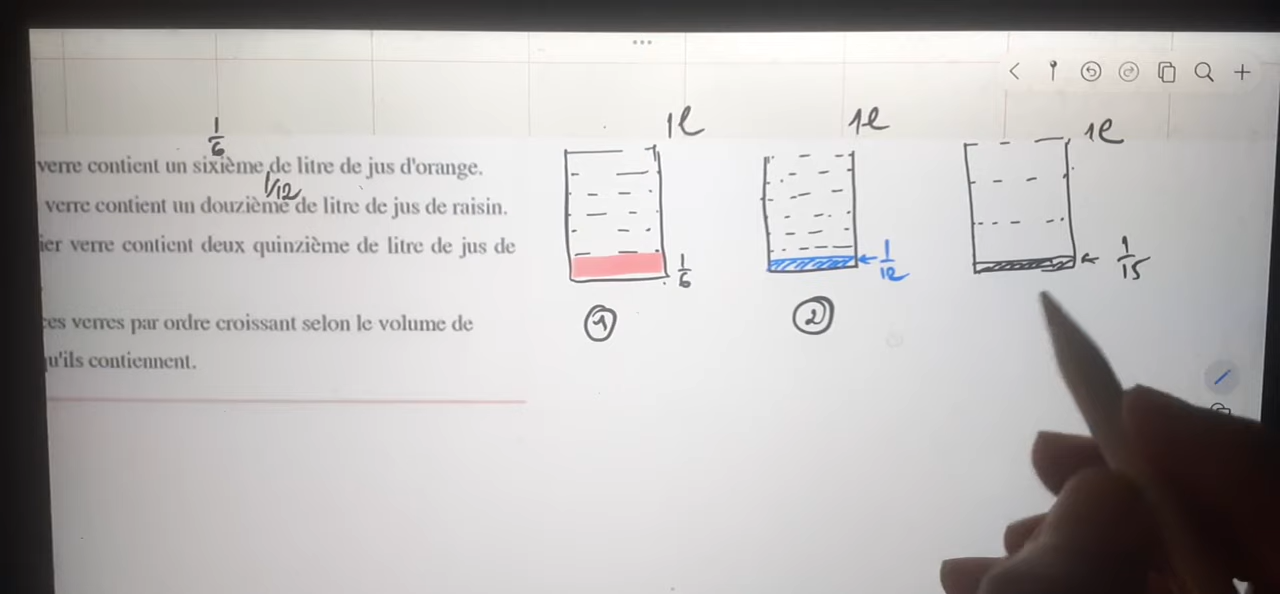 1/6
verre contient un sixième de litre de jus d'orange.
1/12
verre contient un douzième de litre de jus de raisin.
ier verre contient deux quinzième de litre de jus de
ces verres par ordre croissant selon le volume de
qu'ils contiennent.
1l
1/6
1
1l
1/12
2
1l
1/15